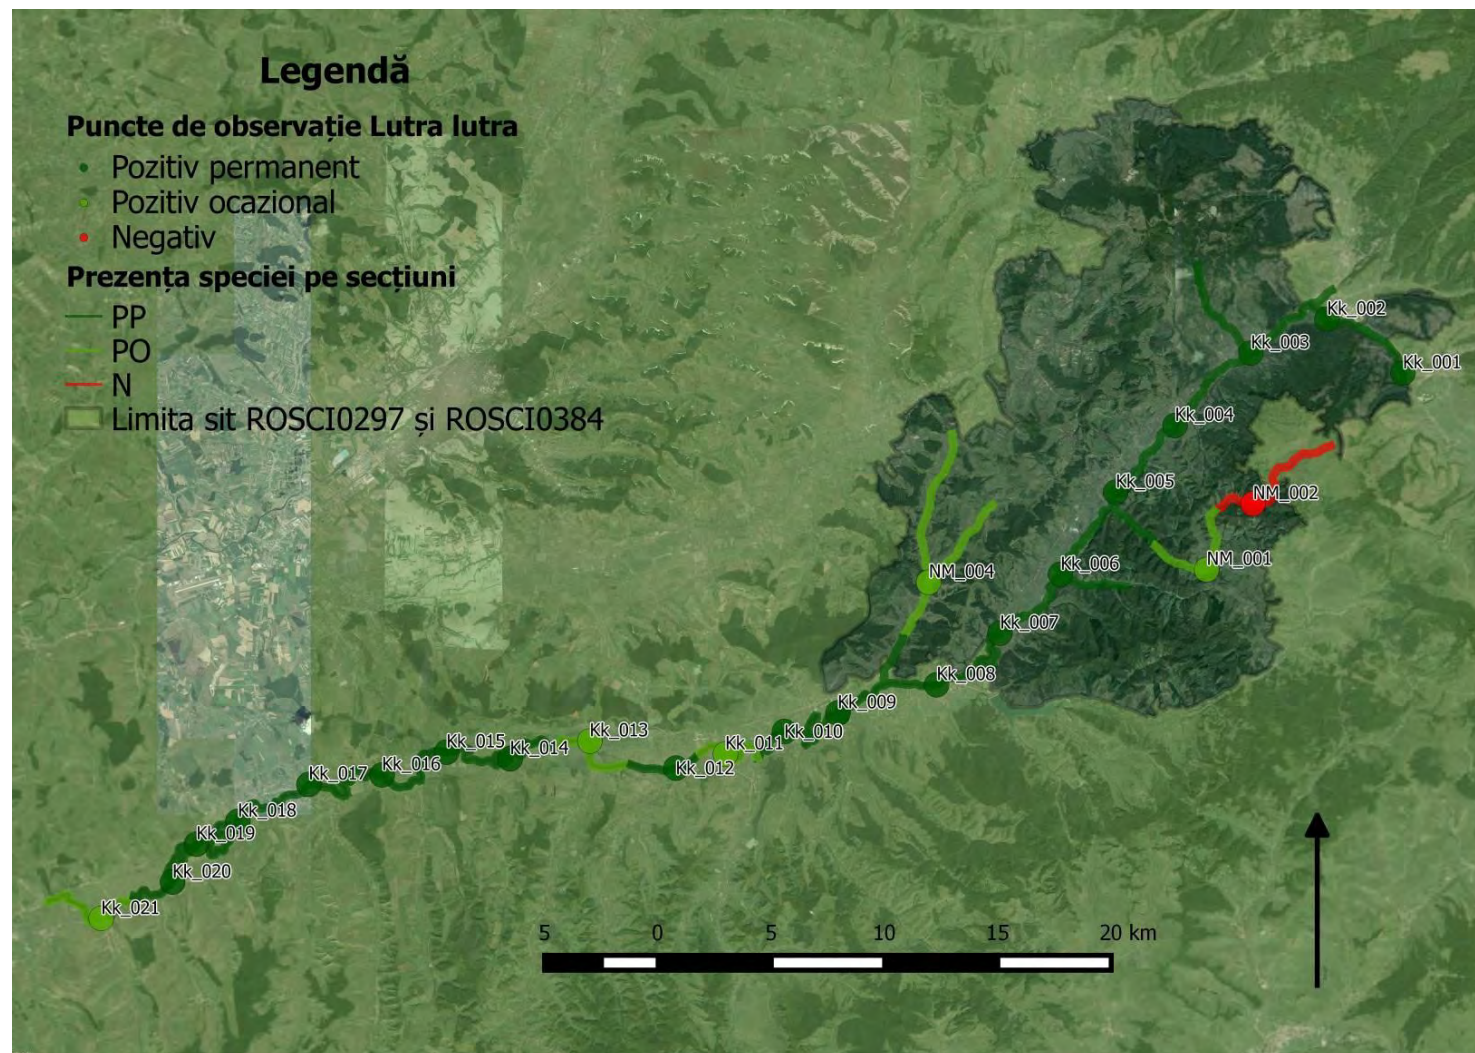 Legendă
Puncte de observație Lutra lutra
Pozitiv permanent
Pozitiv ocazional
Negativ
Prezența speciei pe secțiuni
PP
PO
N
Limita sit ROSCI0297 și ROSCI0384
Kk_002
Kk_003
Kk_001
Kk_004
Kk_005
NM_002
NM_001
Kk_006
NM_004
Kk_007
Kk_008
Kk_009
Kk_010
Kk_013
Kk_011
Kk_015
Kk_014
Kk_012
Kk_016
Kk_017
Kk_018
Kk_019
Kk_020
Kk_021
5 0 5 10 15 20 km